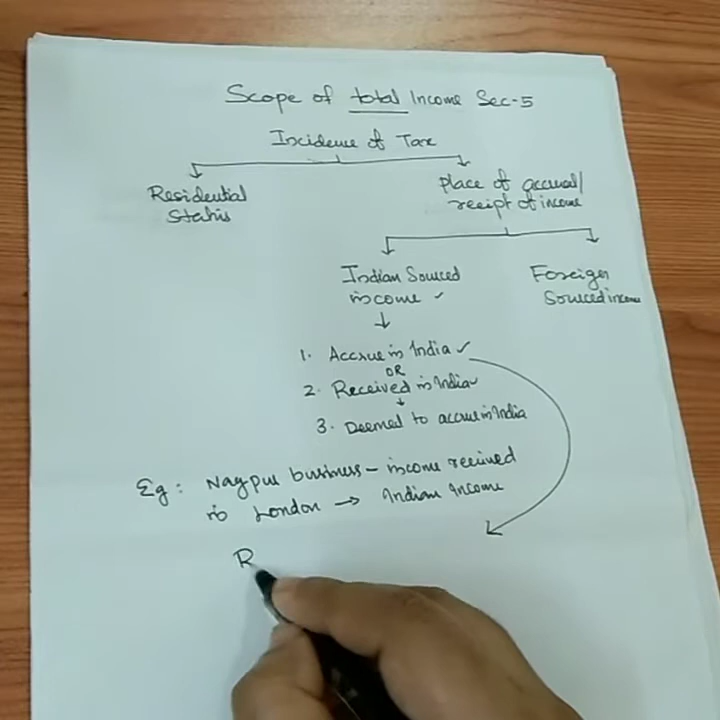 Scope of total Income Sec-5
Incidence of Tax
Residential
Status
Place of accrual/
receipt of income
Indian Sourced
income ✓
Foreign
Sourced income
1. Accrue in India ✓
OR
2. Received in India ✓
3. Deemed to accrue in India
Eg: Nagpur business - income received
in London → Indian Income
R